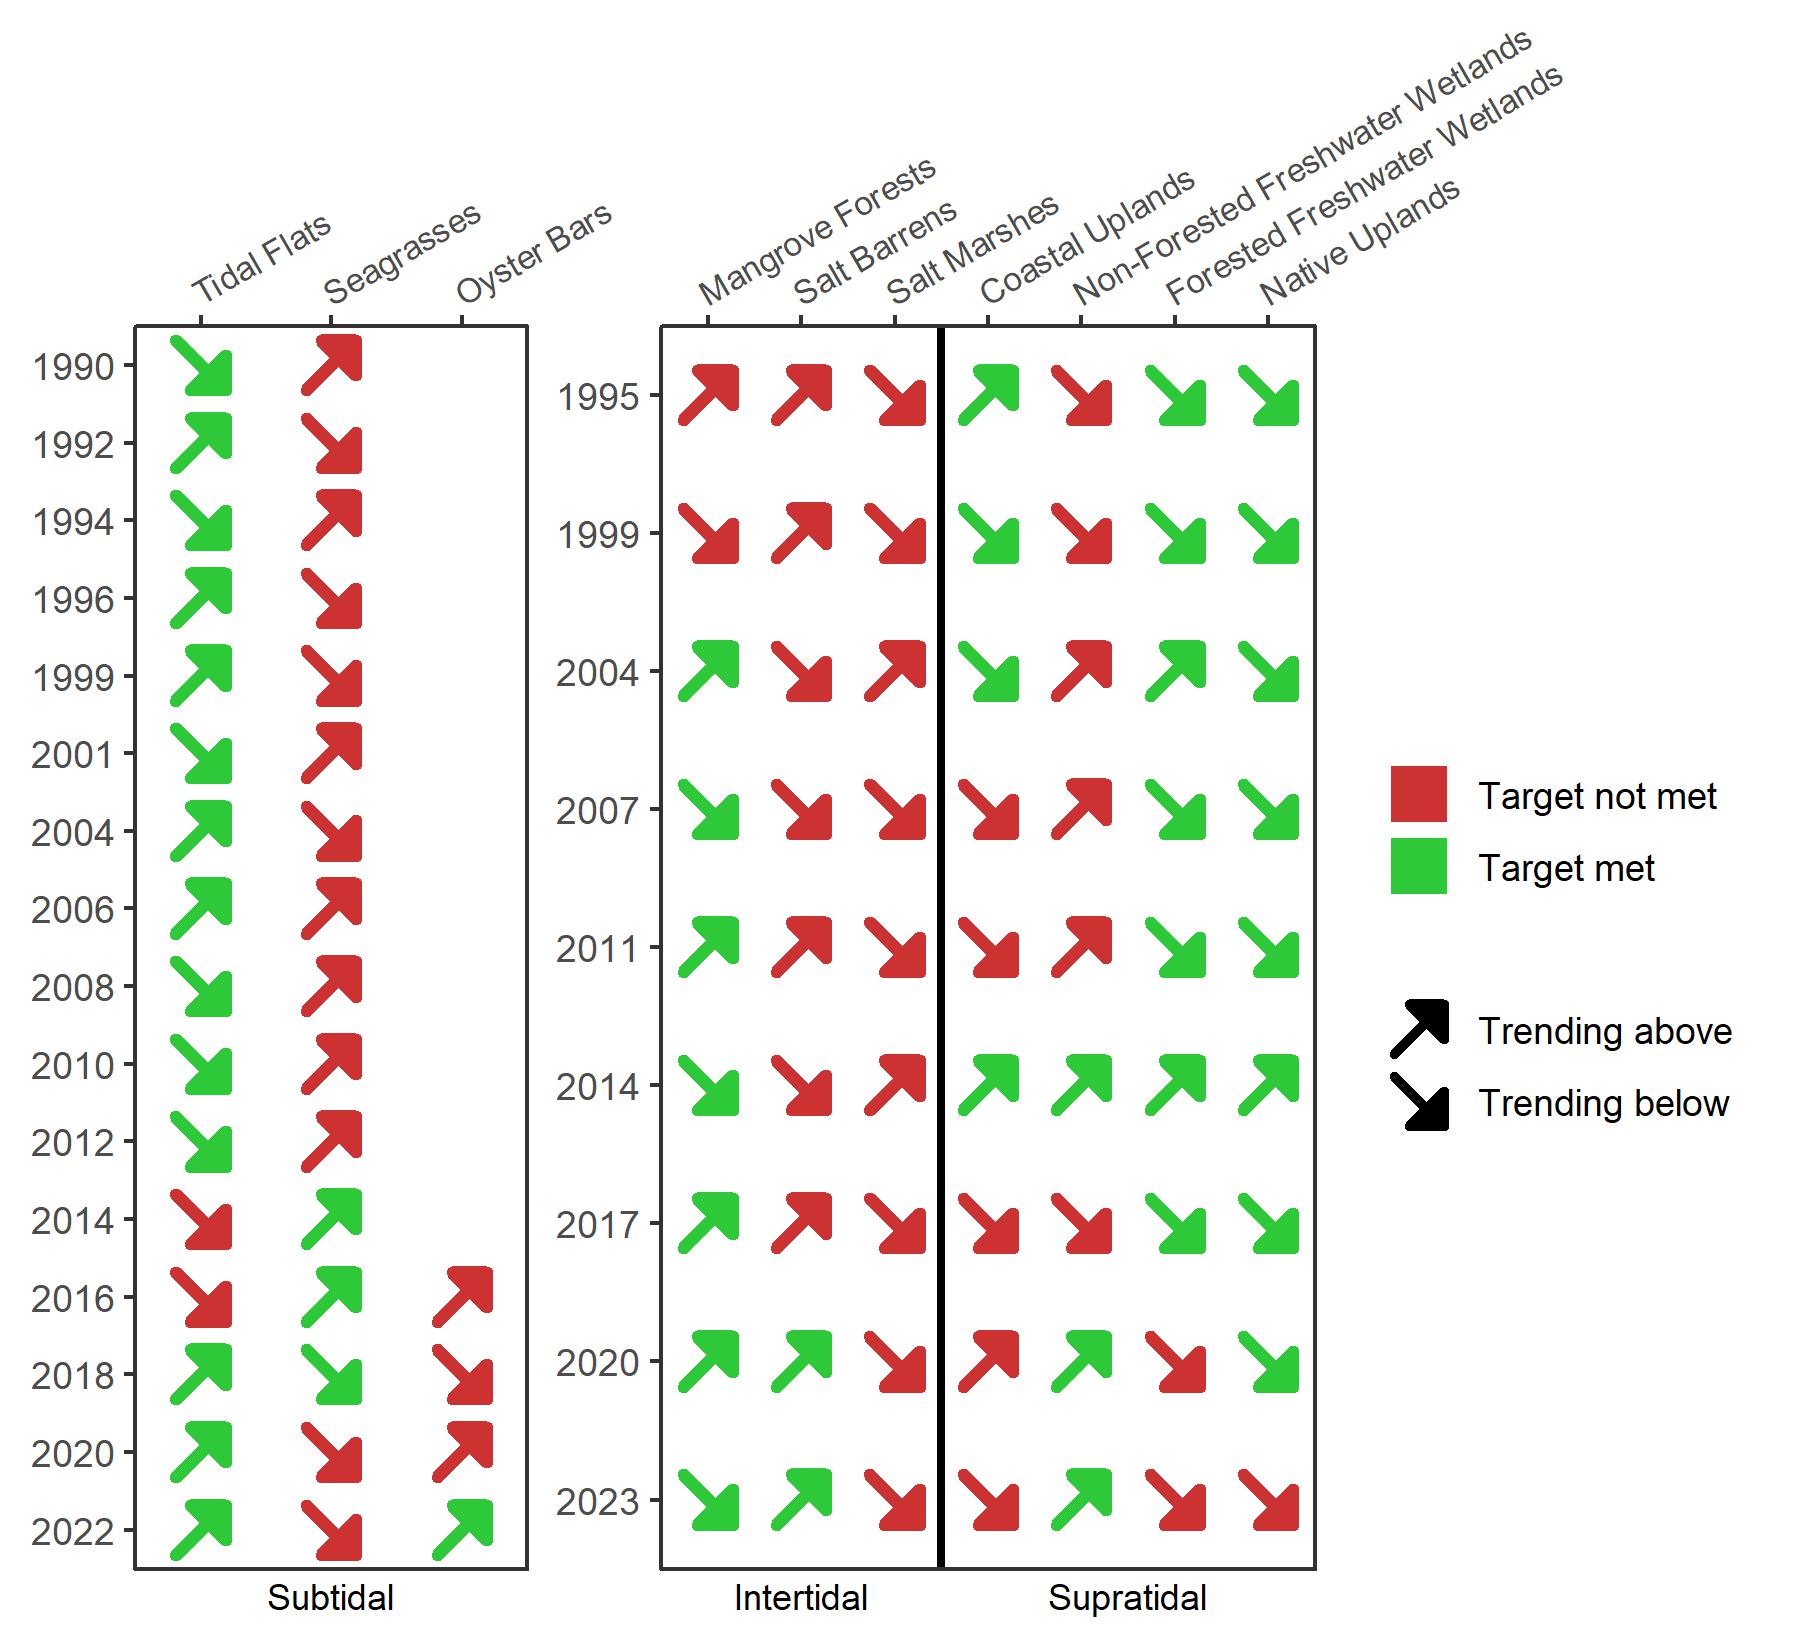 Tidal Flats
Seagrasses
Oyster Bars
Mangrove Forests
Salt Barrens
Salt Marshes
Coastal Uplands
Non-Forested Freshwater Wetlands
Forested Freshwater Wetlands
Native Uplands
1990
1992
1994
1996
1999
2001
2004
2006
2008
2010
2012
2014
2016
2018
2020
2022
Subtidal
1995
1999
2004
2007
2011
2014
2017
2020
2023
Intertidal
Supratidal
Target not met
Target met
Trending above
Trending below